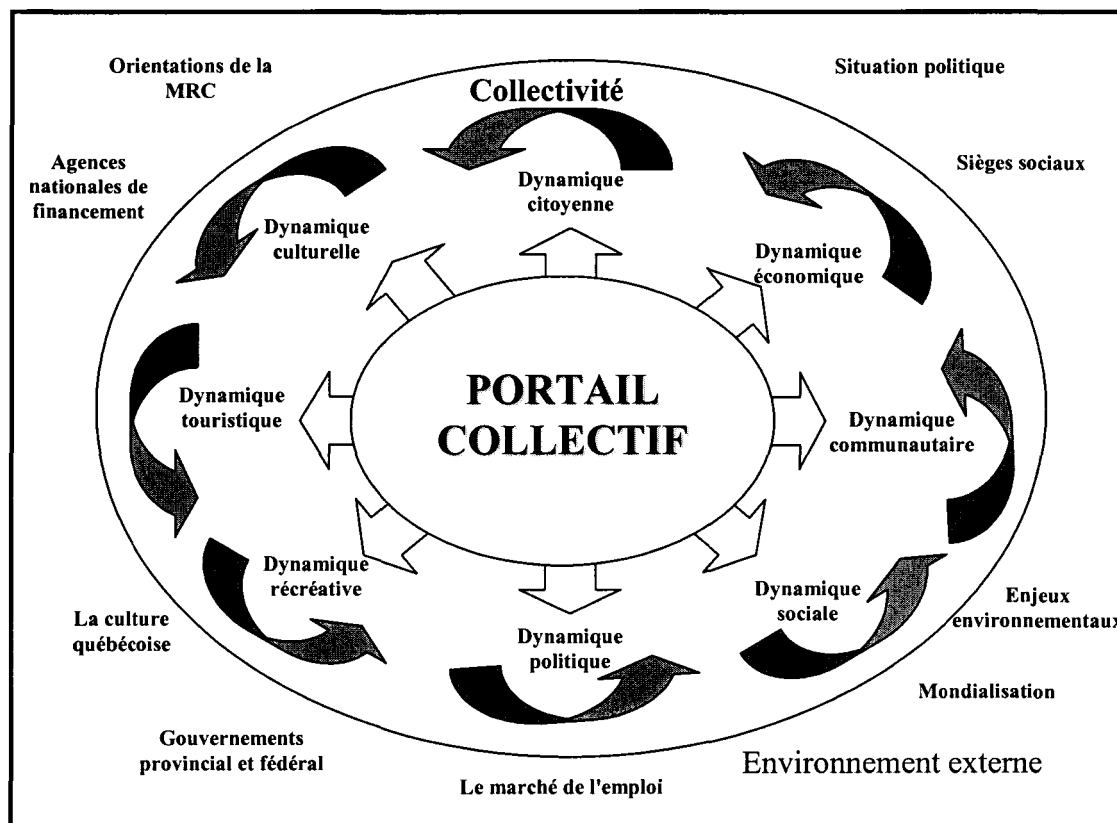 Orientations de la
MRC
Situation politique
Collectivité
Agences
nationales de
financement
Sièges sociaux
Dynamique
citoyenne
Dynamique
culturelle
Dynamique
économique
PORTAIL
COLLECTIF
Dynamique
touristique
Dynamique
communautaire
Dynamique
récréative
Dynamique
sociale
Dynamique
politique
La culture
québécoise
Enjeux
environnementaux
Mondialisation
Gouvernements
provincial et fédéral
Environnement externe
Le marché de l'emploi